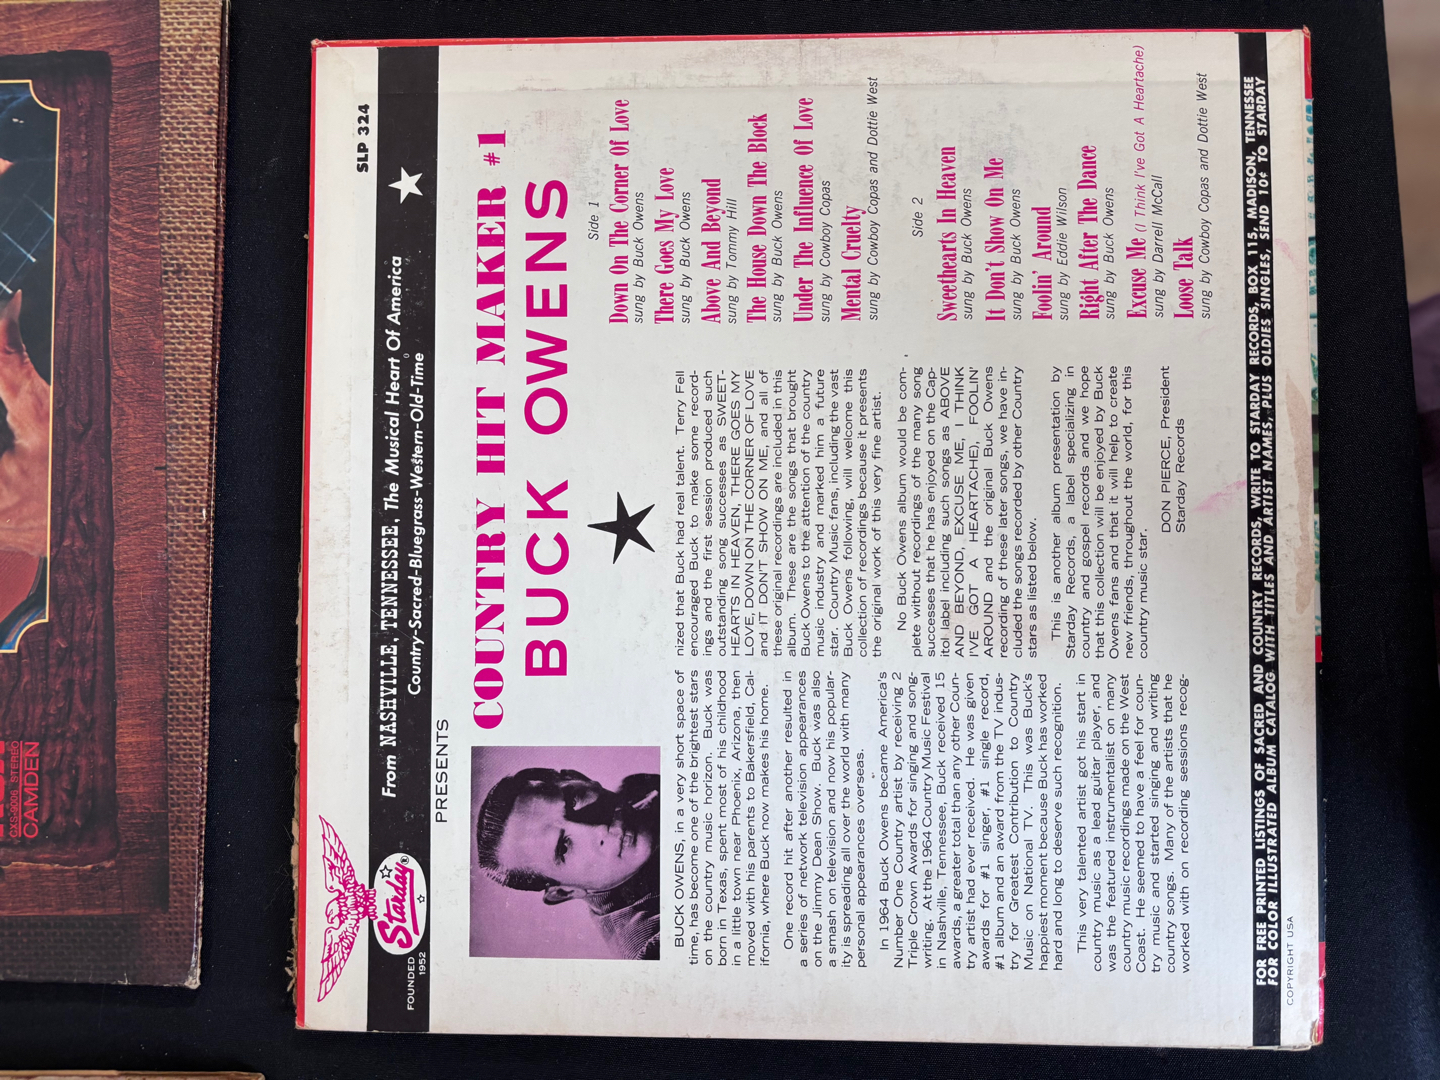 CXS-9006 STEREO
CAMDEN
SLP 324
From NASHVILLE, TENNESSEE, The Musical Heart Of America
Country-Sacred-Bluegrass-Western-Old-Time
Starday®
FOUNDED
1952
PRESENTS
COUNTRY HIT MAKER #1
BUCK OWENS
BUCK OWENS, in a very short space of
time, has become one of the brightest stars
on the country music horizon. Buck was
born in Texas, spent most of his childhood
in a little town near Phoenix, Arizona, then
moved with his parents to Bakersfield, Cal-
ifornia, where Buck now makes his home.
One record hit after another resulted in
a series of network television appearances
on the Jimmy Dean Show. Buck was also
a smash on television and now his popular-
ity is spreading all over the world with many
personal appearances overseas.
In 1964 Buck Owens became America's
Number One Country artist by receiving 2
Triple Crown Awards for singing and song-
writing. At the 1964 Country Music Festival
in Nashville, Tennessee, Buck received 15
awards, a greater total than any other Coun-
try artist had ever received. He was given
awards for #1 singer, #1 single record,
#1 album and an award from the TV indus-
try for Greatest Contribution to Country
Music on National TV. This was Buck's
happiest moment because Buck has worked
hard and long to deserve such recognition.
This very talented artist got his start in
country music as a lead guitar player, and
was the featured instrumentalist on many
country music recordings made on the West
Coast. He seemed to have a feel for coun-
try music and started singing and writing
country songs. Many of the artists that he
worked with on recording sessions recog-
nized that Buck had real talent. Terry Fell
encouraged Buck to make some record-
ings and the first session produced such
outstanding song successes as SWEET-
HEARTS IN HEAVEN, THERE GOES MY
LOVE, DOWN ON THE CORNER OF LOVE
and IT DON'T SHOW ON ME, and all of
these original recordings are included in this
album. These are the songs that brought
Buck Owens to the attention of the country
music industry and marked him a future
star. Country Music fans, including the vast
Buck Owens following, will welcome this
collection of recordings because it presents
the original work of this very fine artist.
No Buck Owens album would be com-
plete without recordings of the many song
successes that he has enjoyed on the Cap-
itol label including such songs as ABOVE
AND BEYOND, EXCUSE ME, I THINK
I'VE GOT A HEARTACHE), FOOLIN'
AROUND and the original Buck Owens
recording of these later songs, we have in-
cluded the songs recorded by other Country
stars as listed below.
This is another album presentation by
Starday Records, a label specializing in
country and gospel records and we hope
that this collection will be enjoyed by Buck
Owens fans and that it will help to create
new friends, throughout the world, for this
country music star.
DON PIERCE, President
Starday Records
Side 1
Down On The Corner Of Love
sung by Buck Owens
There Goes My Love
sung by Buck Owens
Above And Beyond
sung by Tommy Hill
The House Down The Block
sung by Buck Owens
Under The Influence Of Love
sung by Cowboy Copas
Mental Cruelty
sung by Cowboy Copas and Dottie West
Side 2
Sweethearts In Heaven
sung by Buck Owens
It Don't Show On Me
sung by Buck Owens
Foolin' Around
sung by Eddie Wilson
Right After The Dance
sung by Buck Owens
Excuse Me (I Think I've Got A Heartache)
sung by Darrell McCall
Loose Talk
sung by Cowboy Copas and Dottie West
FOR FREE PRINTED LISTINGS OF SACRED AND COUNTRY RECORDS, WRITE TO STARDAY RECORDS, BOX 115, MADISON, TENNESSEE
FOR COLOR ILLUSTRATED ALBUM CATALOG WITH TITLES AND ARTIST NAMES, PLUS OLDIES SINGLES, SEND 10¢ TO STARDAY
COPYRIGHT USA